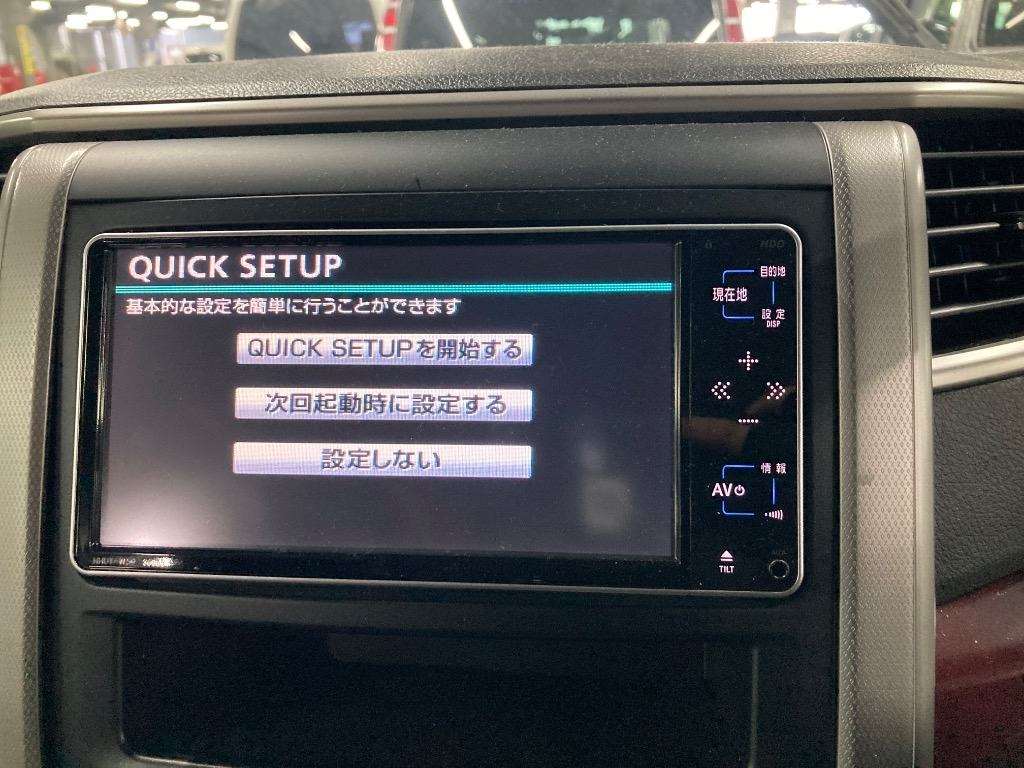 QUICK SETUP
基本的な設定を簡単に行うことができます
QUICK SETUPを開始する
次回起動時に設定する
設定しない
HDD
目的地
現在地
設定
DISP
情報
AV
TILT
AUX